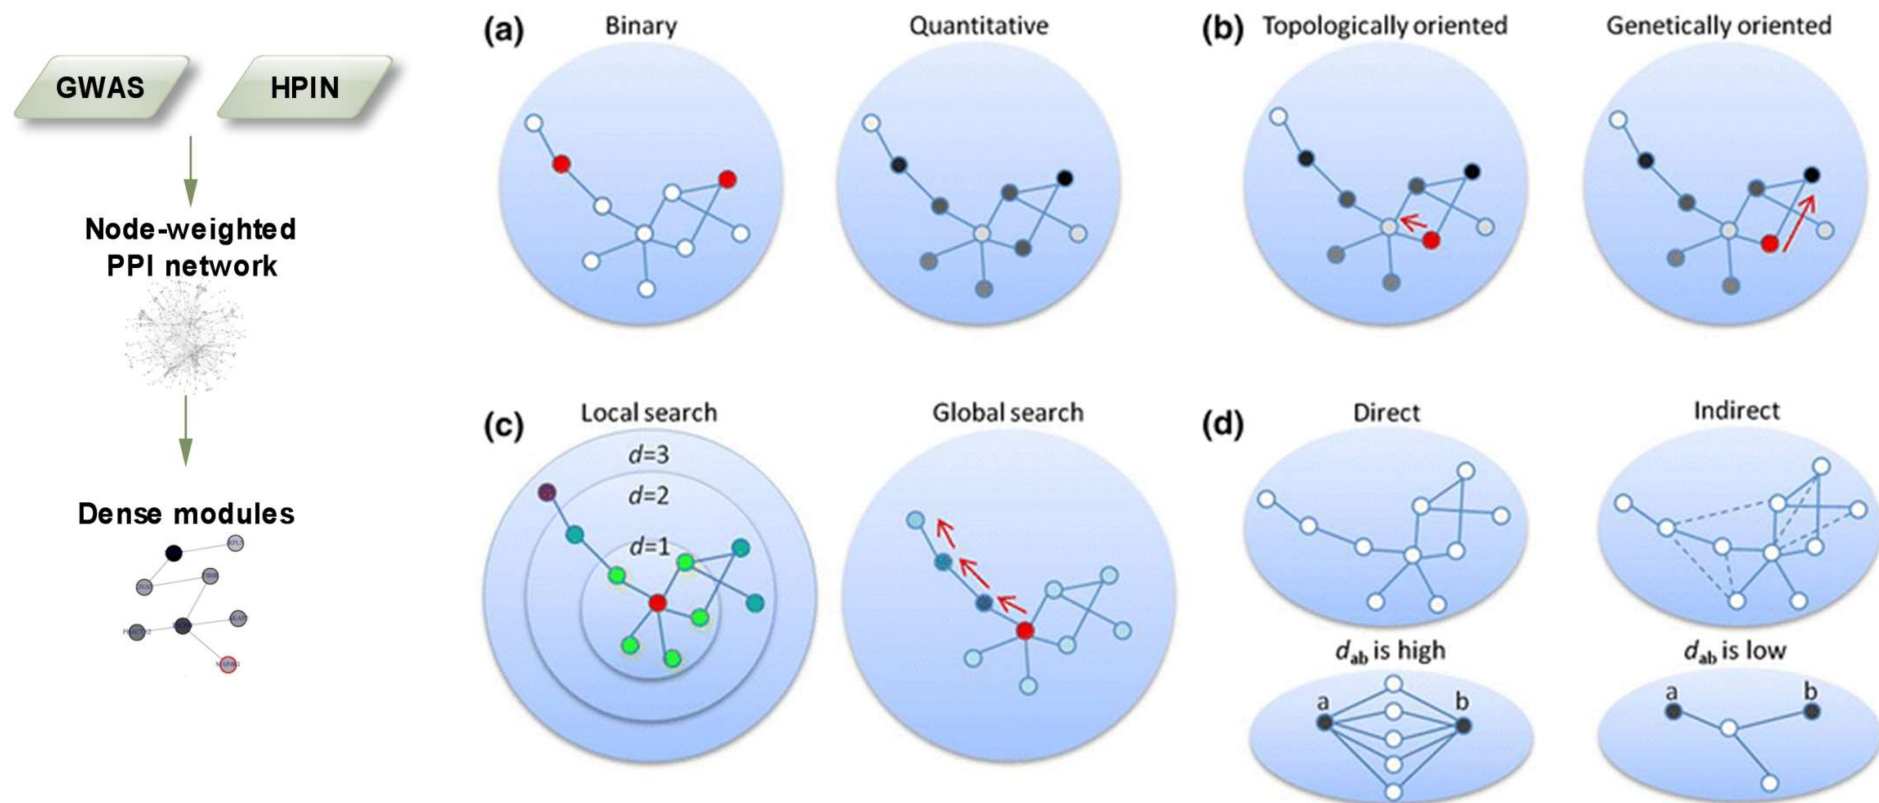 GWAS
HPIN
Node-weighted
PPI network
Dense modules
(a)
Binary
Quantitative
(b)
Topologically oriented
Genetically oriented
(c)
Local search
d=3
d=2
d=1
Global search
(d)
Direct
Indirect
dab is high
a
b
dab is low
a
b